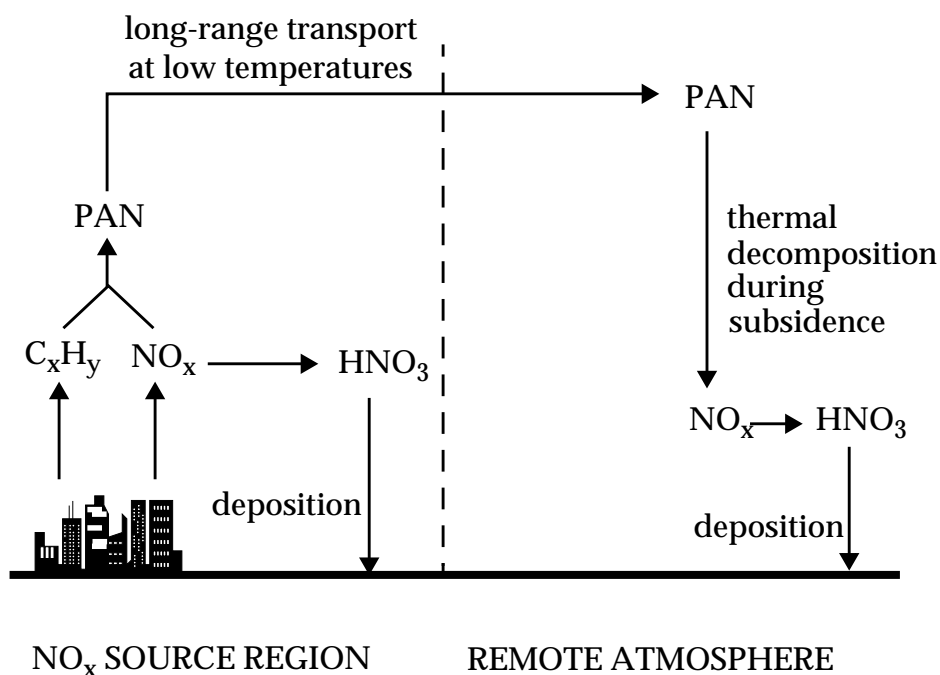 long-range transport
at low temperatures
PAN
PAN
thermal
decomposition
during
subsidence
CₓHᵧ
NOₓ
HNO₃
NOₓ
HNO₃
deposition
deposition
NOₓ SOURCE REGION
REMOTE ATMOSPHERE